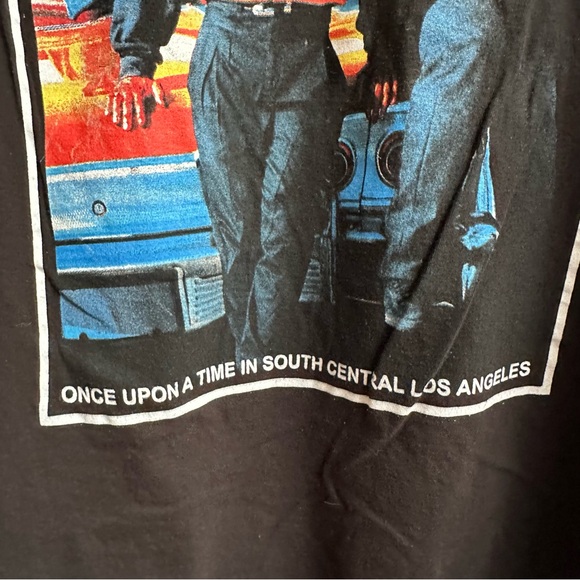 ONCE UPON A TIME IN SOUTH CENTRAL LOS ANGELES